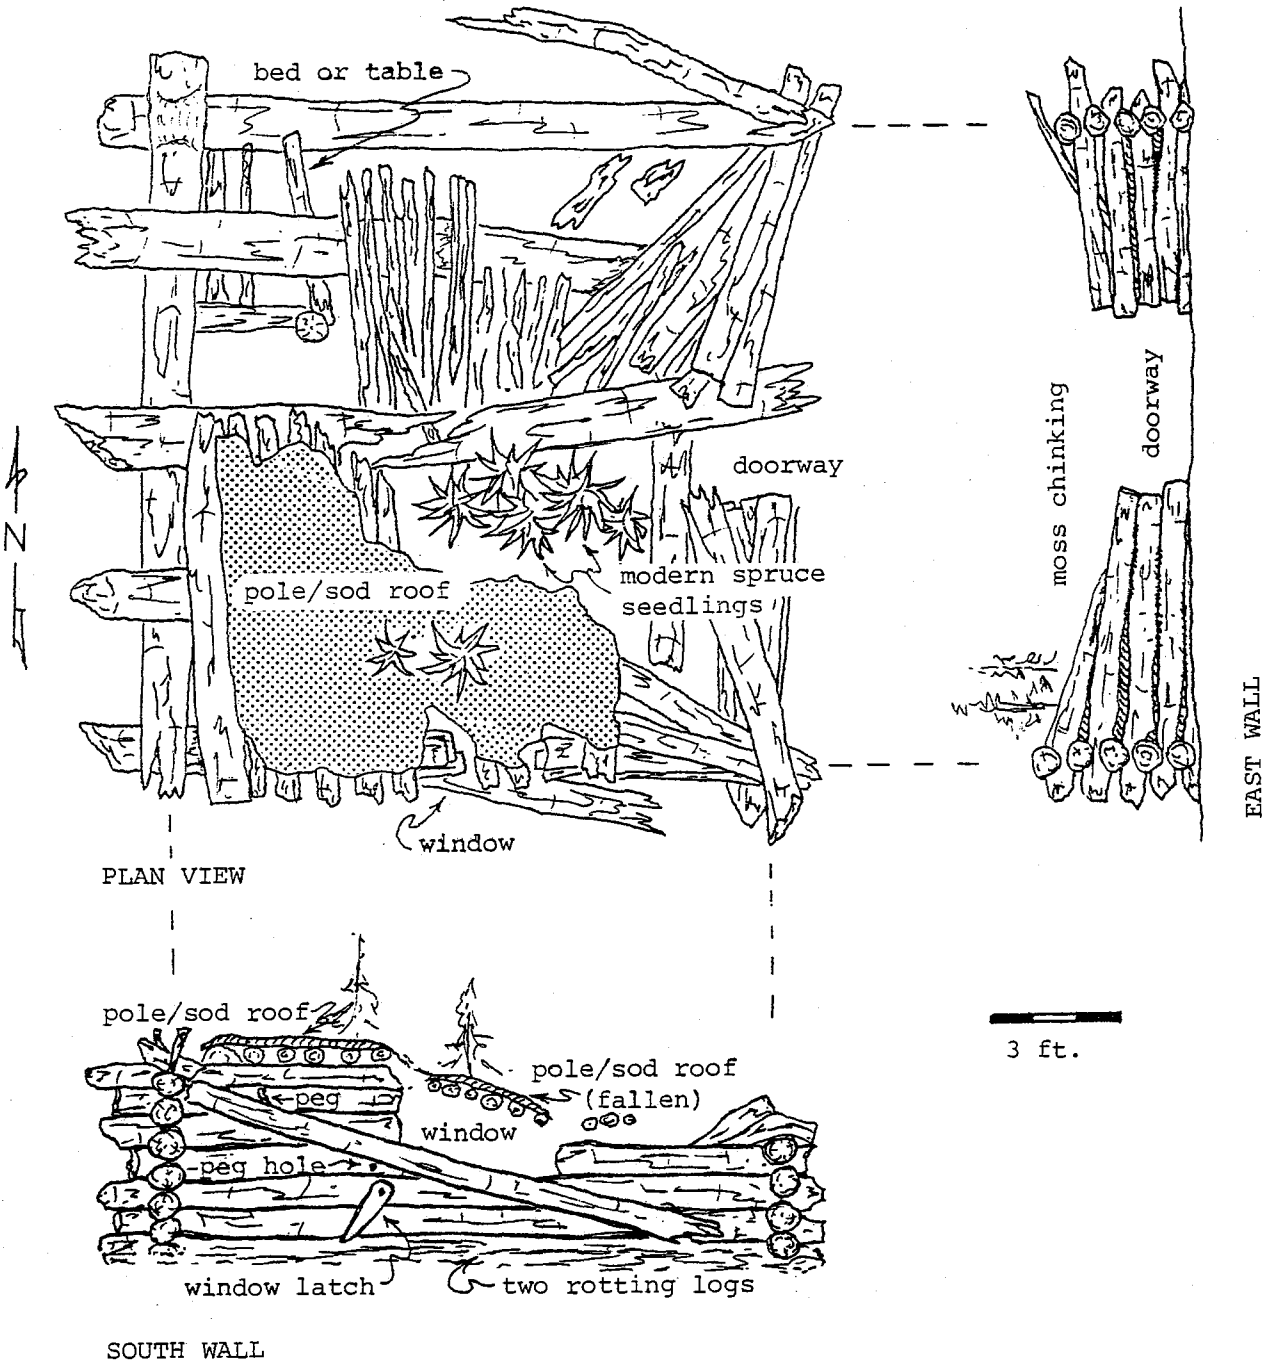 bed or table
N
doorway
pole/sod roof
modern spruce
seedlings
window
PLAN VIEW
moss chinking
doorway
EAST WALL
3 ft.
pole/sod roof
pole/sod roof
(fallen)
peg
window
peg hole
window latch
two rotting logs
SOUTH WALL